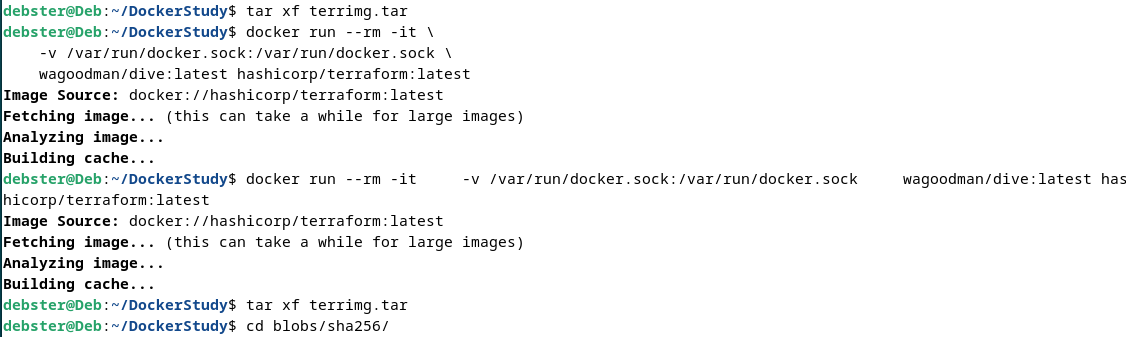 debster@Deb:~/DockerStudy$ tar xf terrimg.tar
debster@Deb:~/DockerStudy$ docker run --rm -it \
    -v /var/run/docker.sock:/var/run/docker.sock \
    wagoodman/dive:latest hashicorp/terraform:latest
Image Source: docker://hashicorp/terraform:latest
Fetching image... (this can take a while for large images)
Analyzing image...
Building cache...
debster@Deb:~/DockerStudy$ docker run --rm -it     -v /var/run/docker.sock:/var/run/docker.sock     wagoodman/dive:latest has
hicorp/terraform:latest
Image Source: docker://hashicorp/terraform:latest
Fetching image... (this can take a while for large images)
Analyzing image...
Building cache...
debster@Deb:~/DockerStudy$ tar xf terrimg.tar
debster@Deb:~/DockerStudy$ cd blobs/sha256/